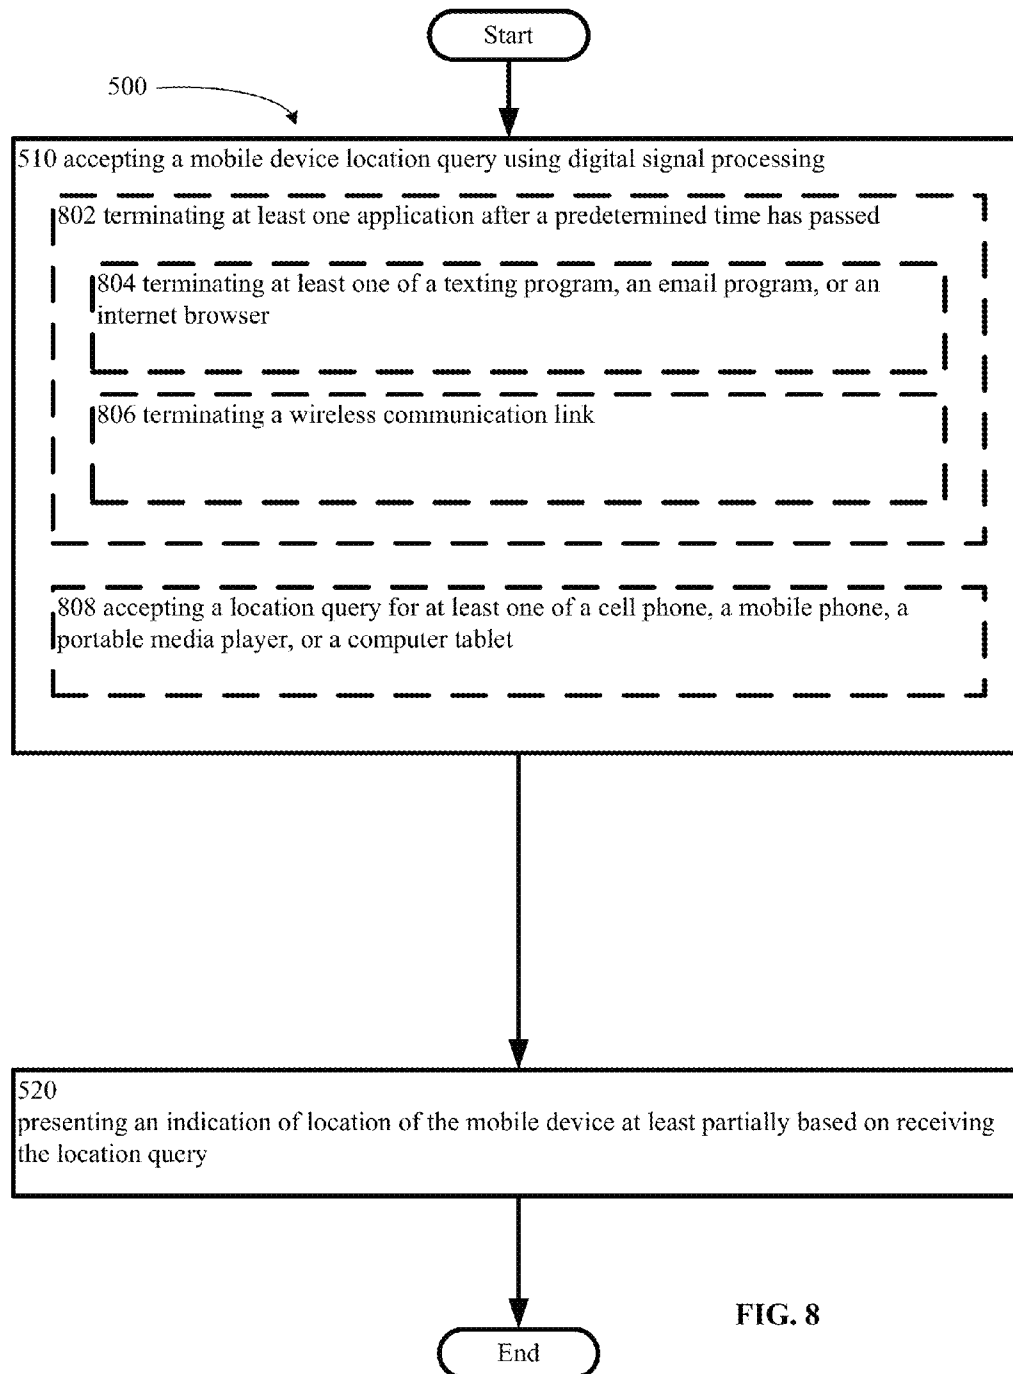 Start
500
510 accepting a mobile device location query using digital signal processing
802 terminating at least one application after a predetermined time has passed
804 terminating at least one of a texting program, an email program, or an
internet browser
806 terminating a wireless communication link
808 accepting a location query for at least one of a cell phone, a mobile phone, a
portable media player, or a computer tablet
520
presenting an indication of location of the mobile device at least partially based on receiving
the location query
FIG. 8
End